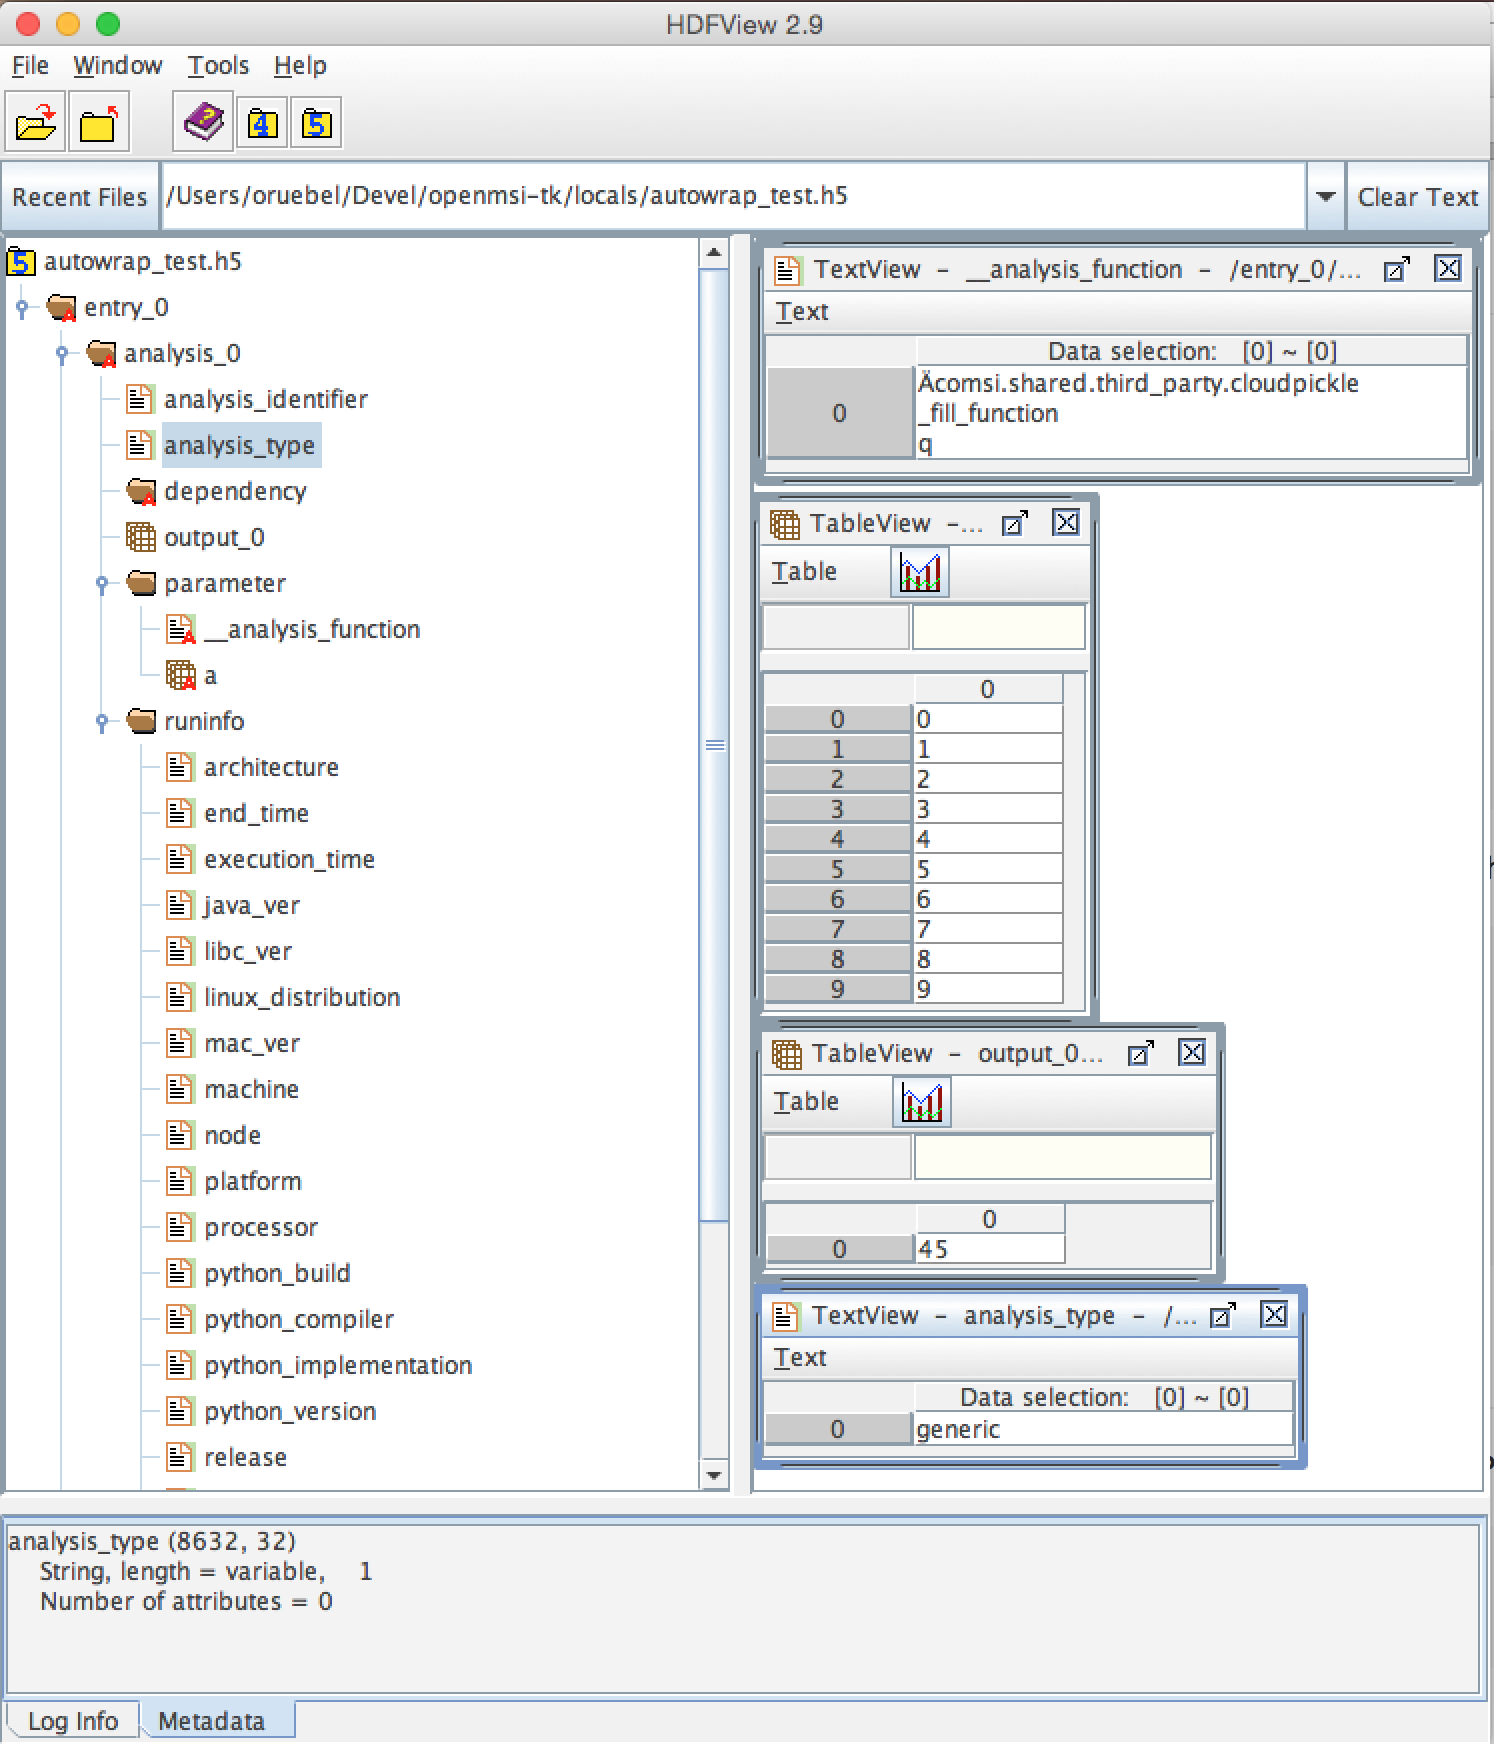 HDFView 2.9
File Window Tools Help
4 5
Recent Files /Users/oruebel/Devel/openmsi-tk/locals/autowrap_test.h5 Clear Text
5 autowrap_test.h5
entry_0
analysis_0
analysis_identifier
analysis_type
dependency
output_0
parameter
__analysis_function
a
runinfo
architecture
end_time
execution_time
java_ver
libc_ver
linux_distribution
mac_ver
machine
node
platform
processor
python_build
python_compiler
python_implementation
python_version
release
TextView - __analysis_function - /entry_0/...
Text
Data selection: [0] ~ [0]
0 Äcomsi.shared.third_party.cloudpickle
_fill_function
q
TableView -...
Table
0
0 0
1 1
2 2
3 3
4 4
5 5
6 6
7 7
8 8
9 9
TableView - output_0...
Table
0
0 45
TextView - analysis_type - /...
Text
Data selection: [0] ~ [0]
0 generic
analysis_type (8632, 32)
String, length = variable, 1
Number of attributes = 0
Log Info Metadata